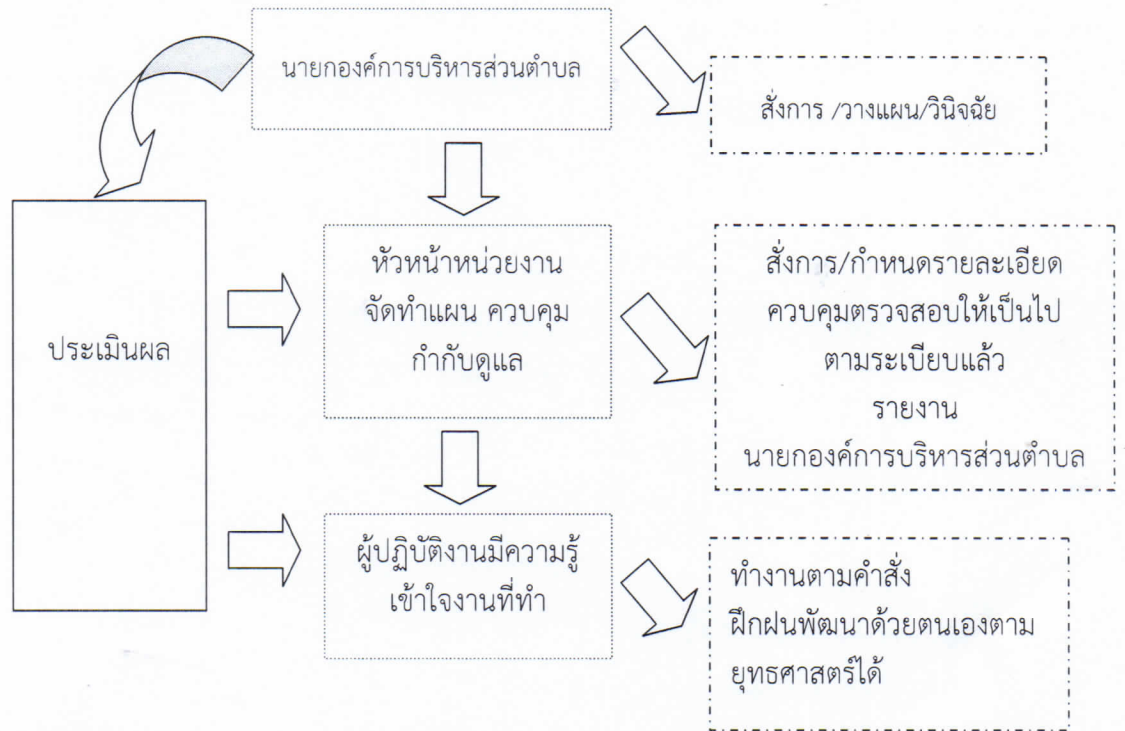 นายกองค์การบริหารส่วนตำบล
สั่งการ /วางแผน/วินิจฉัย
ประเมินผล
หัวหน้าหน่วยงาน
จัดทำแผน ควบคุม
กำกับดูแล
สั่งการ/กำหนดรายละเอียด
ควบคุมตรวจสอบให้เป็นไป
ตามระเบียบแล้ว
รายงาน
นายกองค์การบริหารส่วนตำบล
ผู้ปฏิบัติงานมีความรู้
เข้าใจงานที่ทำ
ทำงานตามคำสั่ง
ฝึกฝนพัฒนาด้วยตนเองตาม
ยุทธศาสตร์ได้